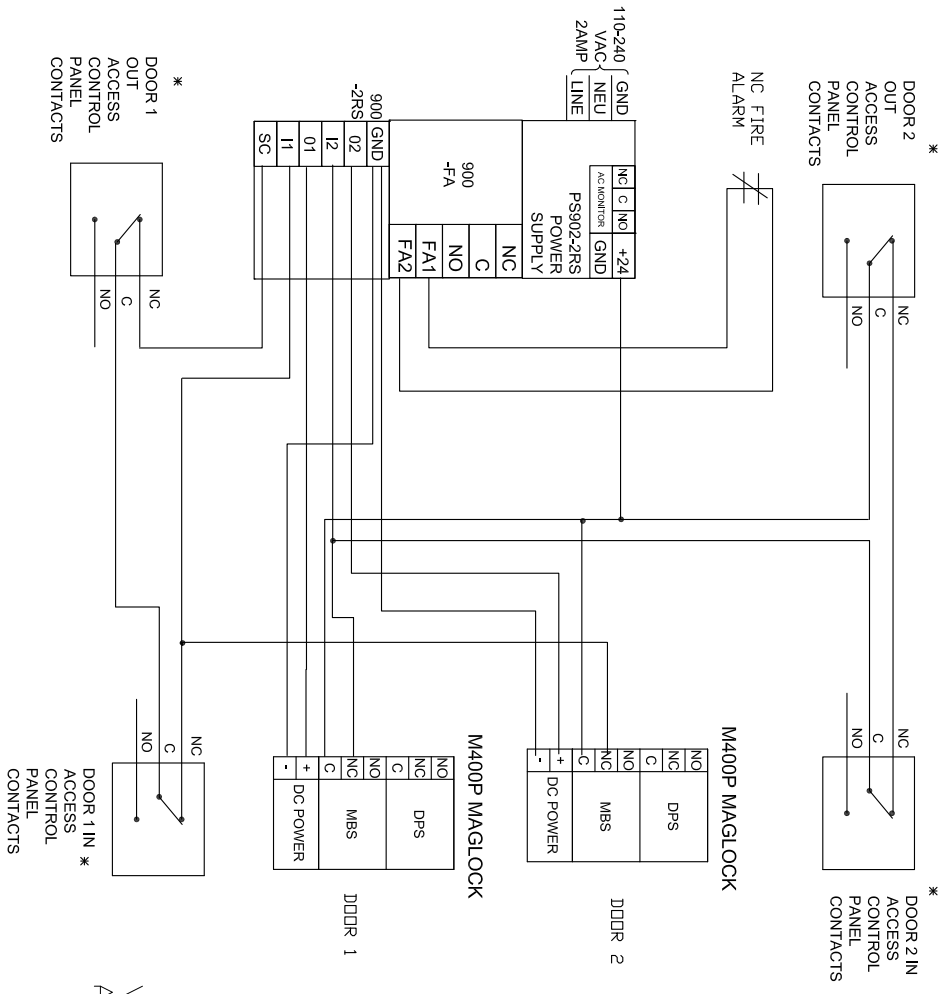 DOOR 2
OUT
ACCESS
CONTROL
PANEL
CONTACTS
*
NC
C
NO
NC
C
NO
*
DOOR 2 IN
ACCESS
CONTROL
PANEL
CONTACTS
NC FIRE
ALARM
M400P MAGLOCK
NO
NC
C
DPS
NO
NC
C
MBS
+
-
DC POWER
DOOR 2
110-240
VAC
2AMP
GND
NEU
LINE
NC
C
NO
AC MONITOR
+24
GND
PS902-2RS
POWER
SUPPLY
900
-FA
NC
C
NO
FA1
FA2
M400P MAGLOCK
NO
NC
C
DPS
NO
NC
C
MBS
+
-
DC POWER
DOOR 1
900
-2RS
GND
02
I2
01
I1
SC
*
DOOR 1
OUT
ACCESS
CONTROL
PANEL
CONTACTS
NC
C
NO
NC
C
NO
DOOR 1 IN *
ACCESS
CONTROL
PANEL
CONTACTS